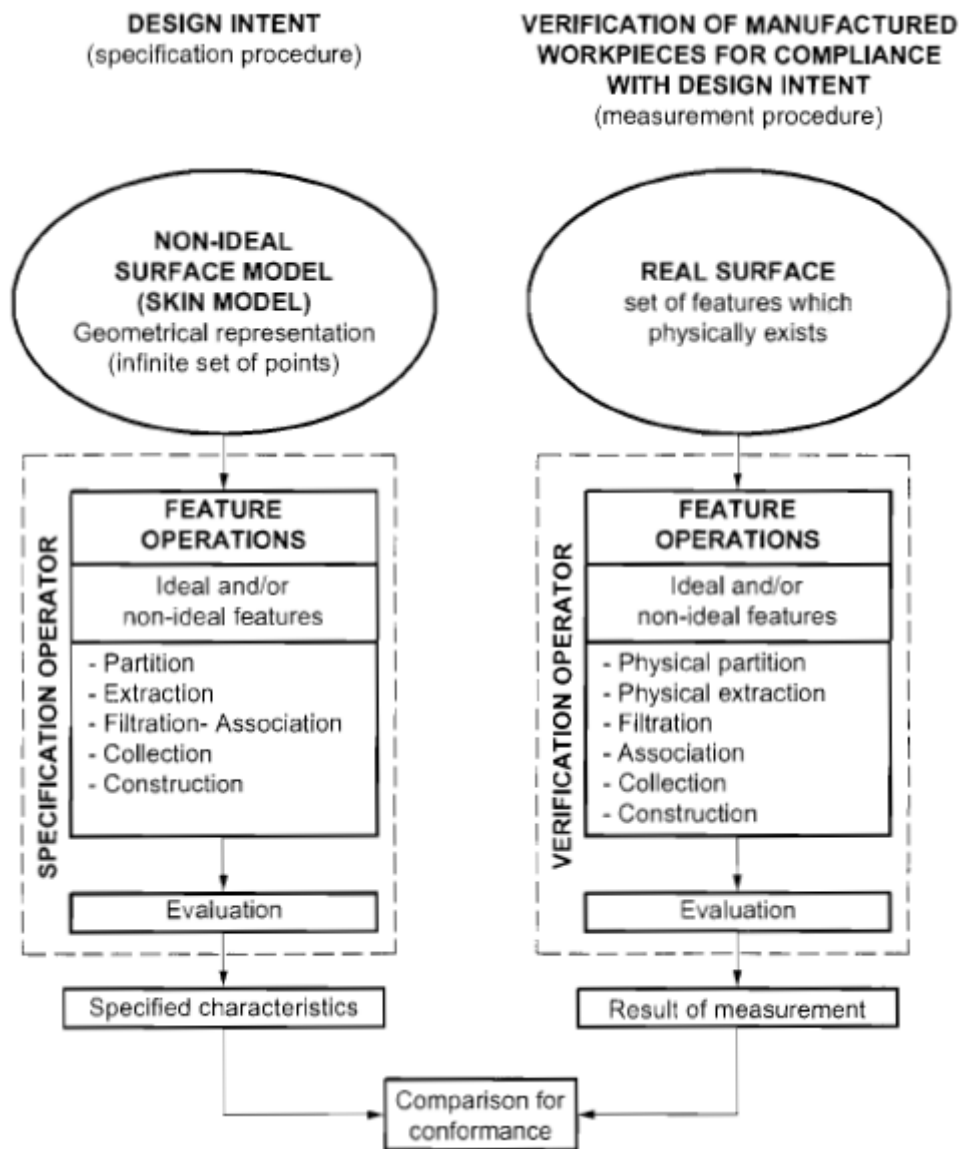 DESIGN INTENT
(specification procedure)
NON-IDEAL
SURFACE MODEL
(SKIN MODEL)
Geometrical representation
(infinite set of points)
SPECIFICATION OPERATOR
FEATURE
OPERATIONS
Ideal and/or
non-ideal features
- Partition
- Extraction
- Filtration- Association
- Collection
- Construction
Evaluation
Specified characteristics
VERIFICATION OF MANUFACTURED
WORKPIECES FOR COMPLIANCE
WITH DESIGN INTENT
(measurement procedure)
REAL SURFACE
set of features which
physically exists
VERIFICATION OPERATOR
FEATURE
OPERATIONS
Ideal and/or
non-ideal features
- Physical partition
- Physical extraction
- Filtration
- Association
- Collection
- Construction
Evaluation
Result of measurement
Comparison for
conformance